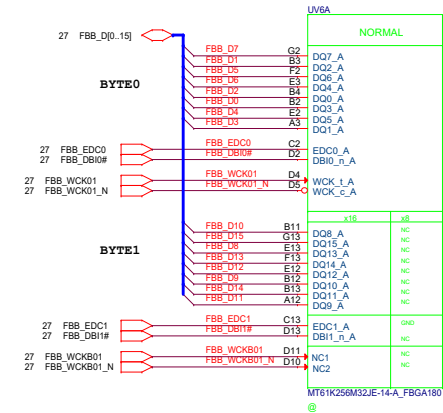 UV6A
NORMAL
27 FBB_D[0..15]
FBB_D7 G2 DQ7_A
FBB_D1 B3 DQ2_A
FBB_D5 F2 DQ6_A
FBB_D6 E3 DQ4_A
FBB_D2 B4 DQ0_A
FBB_D0 B2 DQ3_A
FBB_D4 E2 DQ5_A
FBB_D3 A3 DQ1_A
BYTE0
27 FBB_EDC0 FBB_EDC0 C2 EDC0_A
27 FBB_DBI0# FBB_DBI0# D2 DBI0_n_A
27 FBB_WCK01 FBB_WCK01 D4 WCK_t_A
27 FBB_WCK01_N FBB_WCK01_N D5 WCK_c_A
x16 x8
FBB_D10 B11 DQ8_A NC
FBB_D15 G13 DQ15_A NC
FBB_D8 E13 DQ13_A NC
FBB_D13 F13 DQ14_A NC
FBB_D12 E12 DQ12_A NC
FBB_D9 B12 DQ10_A NC
FBB_D14 B13 DQ11_A NC
FBB_D11 A12 DQ9_A NC
BYTE1
27 FBB_EDC1 FBB_EDC1 C13 EDC1_A GND
27 FBB_DBI1# FBB_DBI1# D13 DBI1_n_A NC
27 FBB_WCKB01 FBB_WCKB01 D11 NC1 NC
27 FBB_WCKB01_N FBB_WCKB01_N D10 NC2 NC
MT61K256M32JE-14-A_FBGA180
@